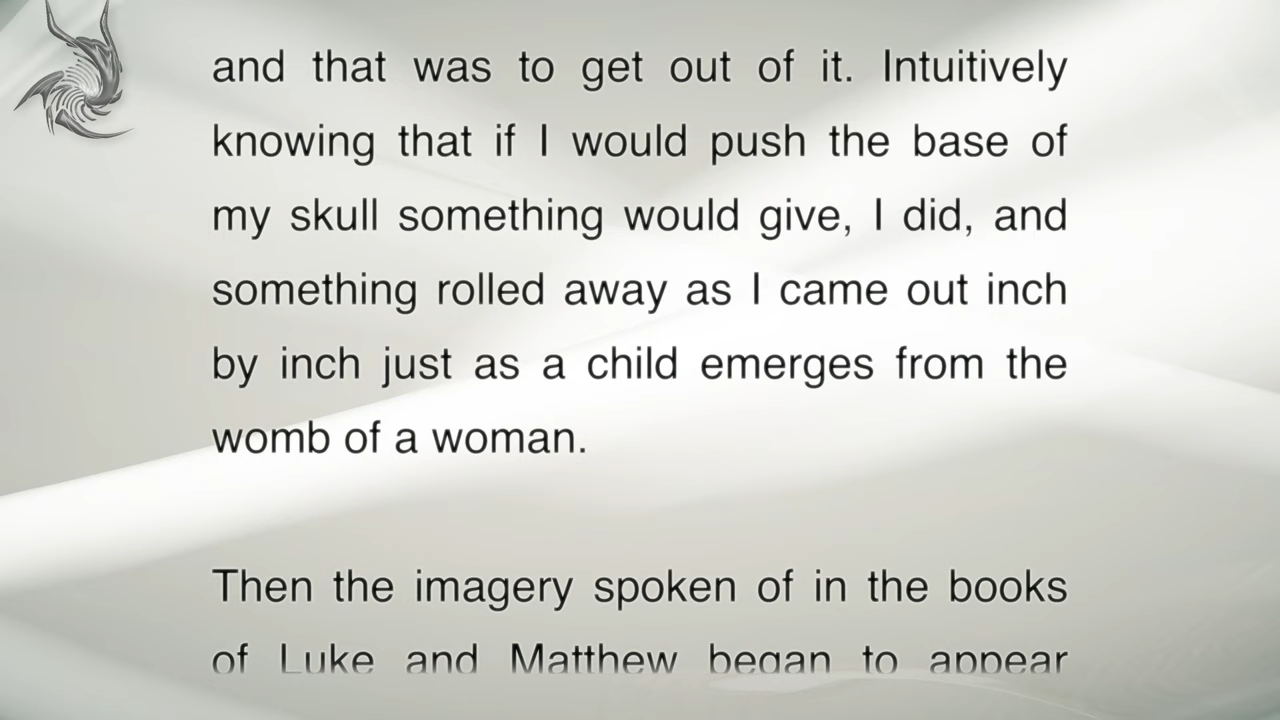 and that was to get out of it. Intuitively
knowing that if I would push the base of
my skull something would give, I did, and
something rolled away as I came out inch
by inch just as a child emerges from the
womb of a woman.
Then the imagery spoken of in the books
of Luke and Matthew began to appear